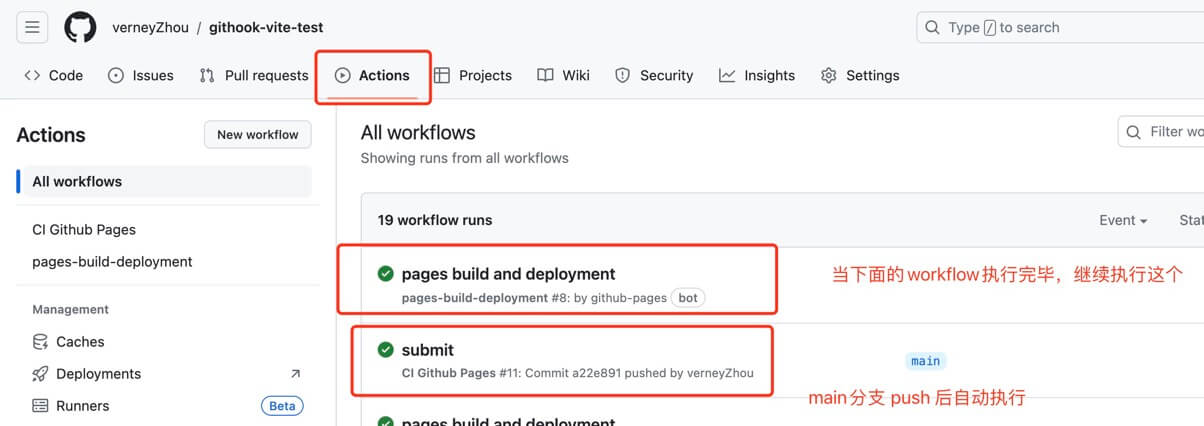 verneyZhou / githook-vite-test
Type / to search
Code Issues Pull requests Actions Projects Wiki Security Insights Settings
Actions
New workflow
All workflows
CI Github Pages
pages-build-deployment
Management
Caches
Deployments
Runners Beta
All workflows
Showing runs from all workflows
Filter wo
19 workflow runs
Event Stat
pages build and deployment
pages-build-deployment #8: by github-pages bot
当下面的workflow执行完毕，继续执行这个
submit
CI Github Pages #11: Commit a22e891 pushed by verneyZhou
main
main分支 push 后自动执行
pages build and deployment